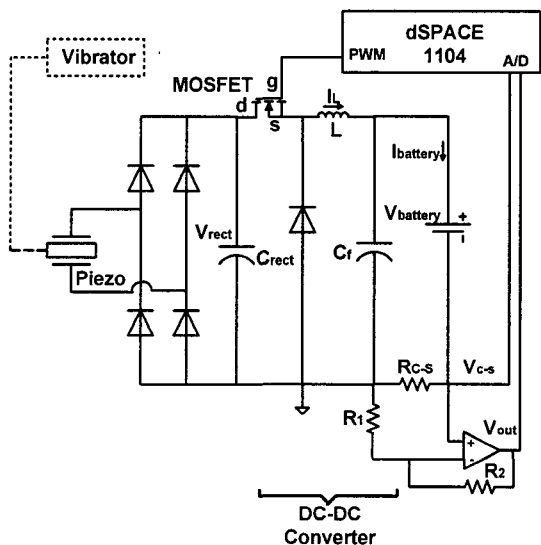 dSPACE
1104
PWM
A/D
Vibrator
MOSFET
g
d
s
IL
L
Ibattery
Vbattery
+
-
Vrect
Crect
Cf
Piezo
RC-S
Vc-s
R1
Vout
+
-
R2
DC-DC
Converter